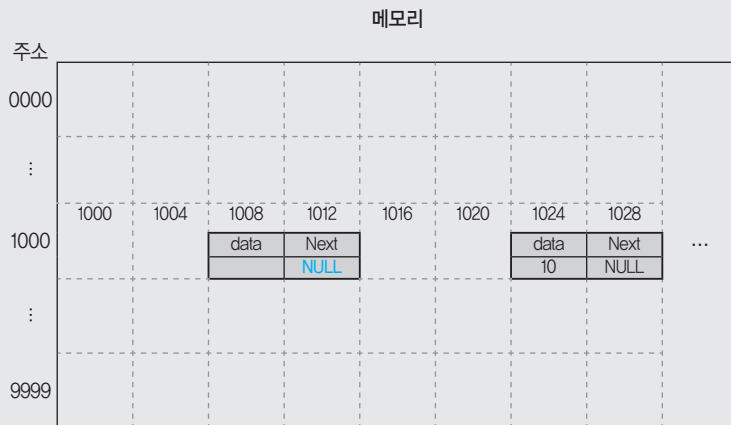 메모리
주소
0000
⋮
1000 1004 1008 1012 1016 1020 1024 1028
1000 data Next data Next ...
NULL 10 NULL
⋮
9999